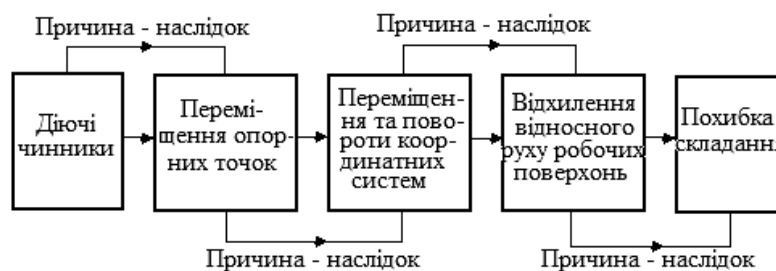 Причина - наслідок
Причина - наслідок
Діючі
чинники
Перемі-
щення опор-
них точок
Переміщен-
ня та пово-
роти коор-
динатних
систем
Відхилення
відносного
руху робочих
поверхонь
Похибка
складання
Причина - наслідок
Причина - наслідок